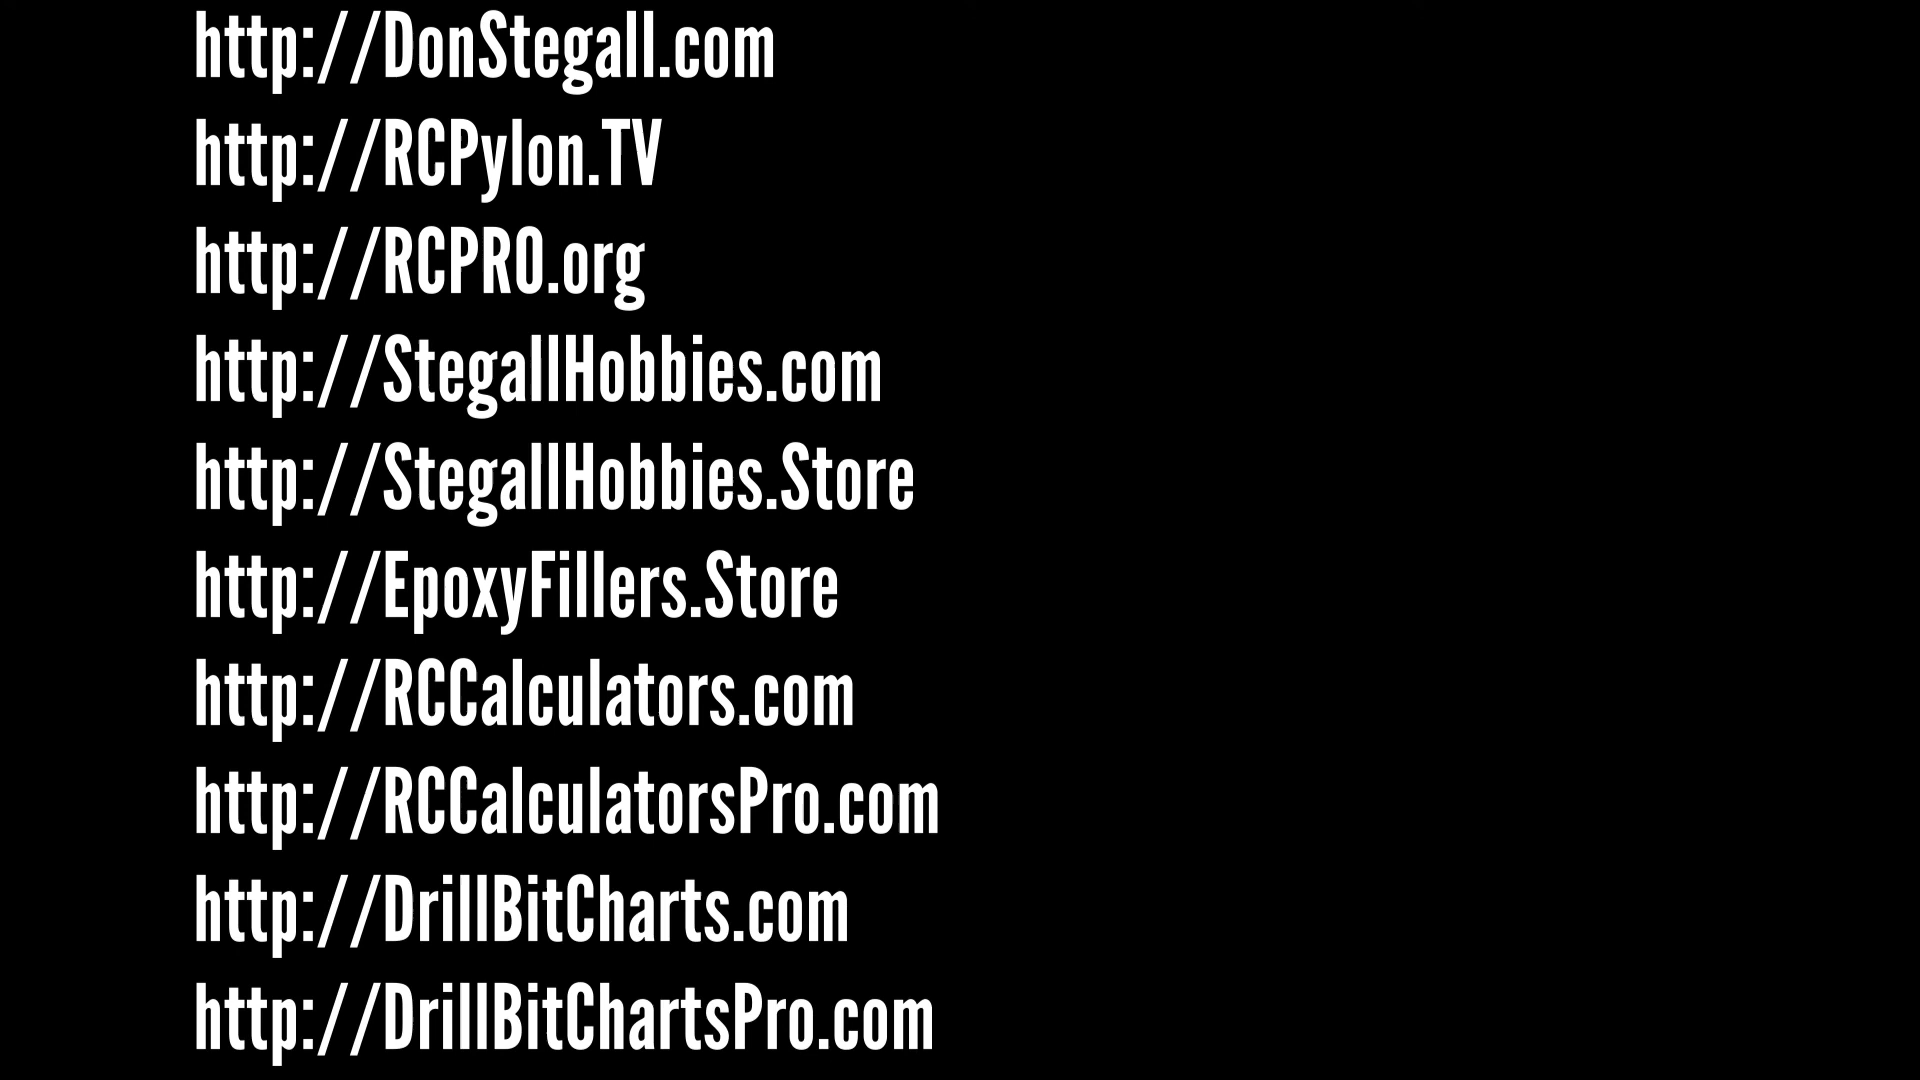 http://DonStegall.com
http://RCPylon.TV
http://RCPRO.org
http://StegallHobbies.com
http://StegallHobbies.Store
http://EpoxyFillers.Store
http://RCCalculators.com
http://RCCalculatorsPro.com
http://DrillBitCharts.com
http://DrillBitChartsPro.com